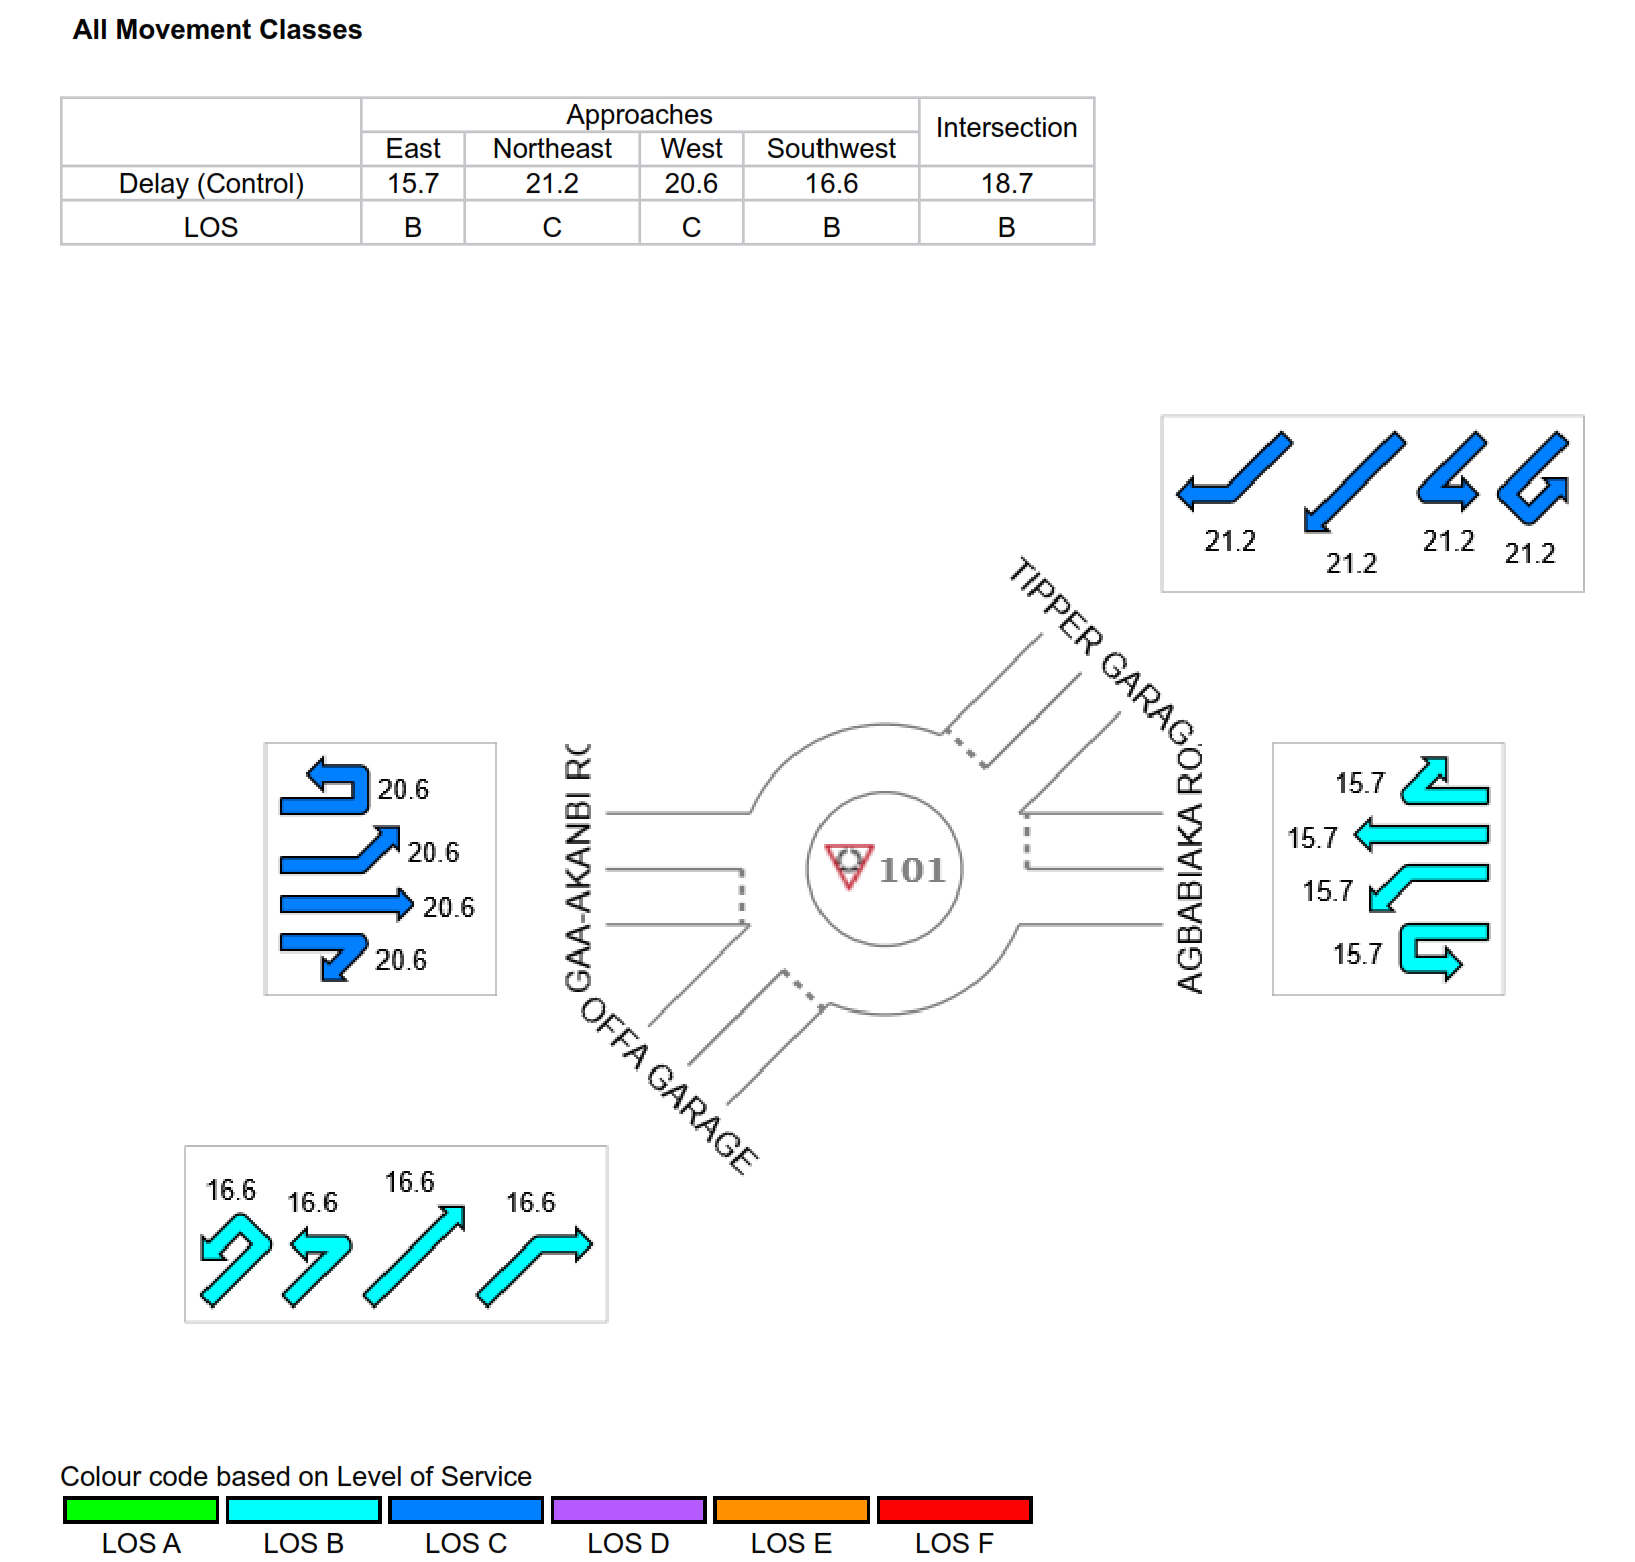 All Movement Classes
Approaches
Intersection
East Northeast West Southwest
Delay (Control) 15.7 21.2 20.6 16.6 18.7
LOS B C C B B
21.2 21.2 21.2 21.2
TIPPER GARAG
20.6
20.6
20.6
20.6
GAA-AKANBI R
101
AGBABIAKA RO
15.7
15.7
15.7
15.7
OFFA GARAGE
16.6 16.6 16.6 16.6
Colour code based on Level of Service
LOS A LOS B LOS C LOS D LOS E LOS F